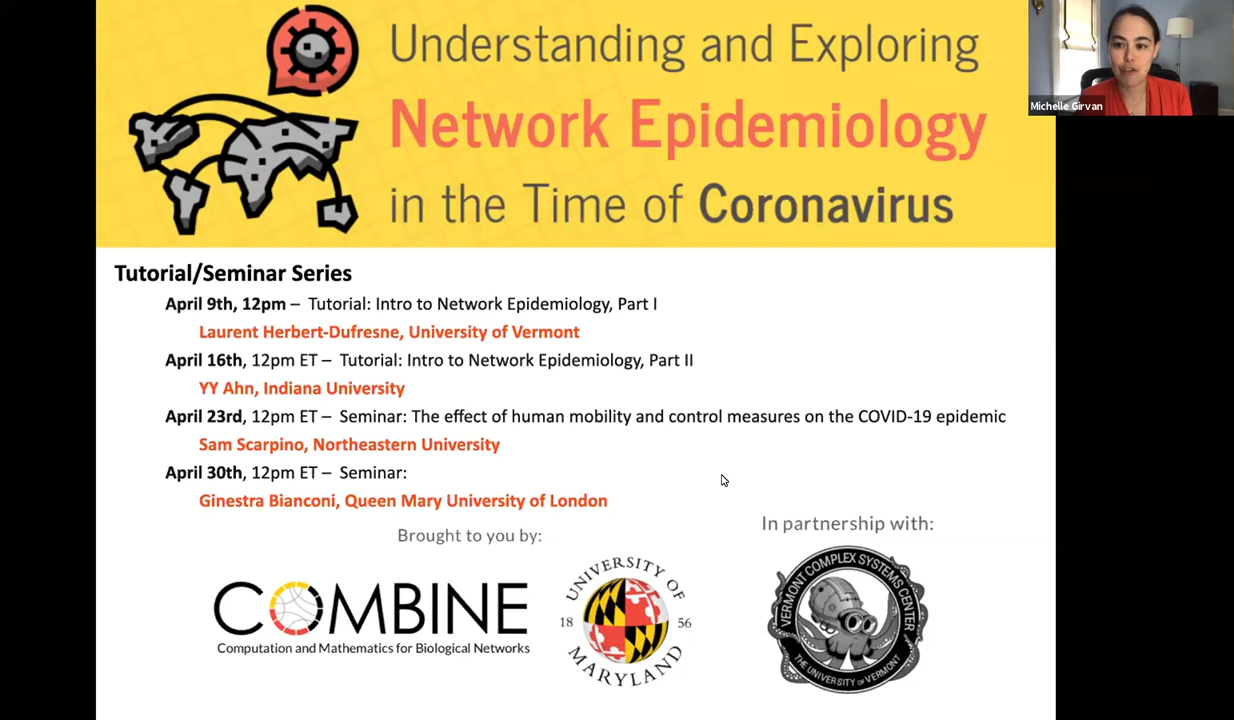 Understanding and Exploring
Network Epidemiology
in the Time of Coronavirus
Michelle Girvan
Tutorial/Seminar Series
April 9th, 12pm – Tutorial: Intro to Network Epidemiology, Part I
Laurent Herbert-Dufresne, University of Vermont
April 16th, 12pm ET – Tutorial: Intro to Network Epidemiology, Part II
YY Ahn, Indiana University
April 23rd, 12pm ET – Seminar: The effect of human mobility and control measures on the COVID-19 epidemic
Sam Scarpino, Northeastern University
April 30th, 12pm ET – Seminar:
Ginestra Bianconi, Queen Mary University of London
Brought to you by:
In partnership with:
COMBINE
Computation and Mathematics for Biological Networks
UNIVERSITY OF
18 56
MARYLAND
VERMONT COMPLEX SYSTEMS CENTER
THE UNIVERSITY OF VERMONT